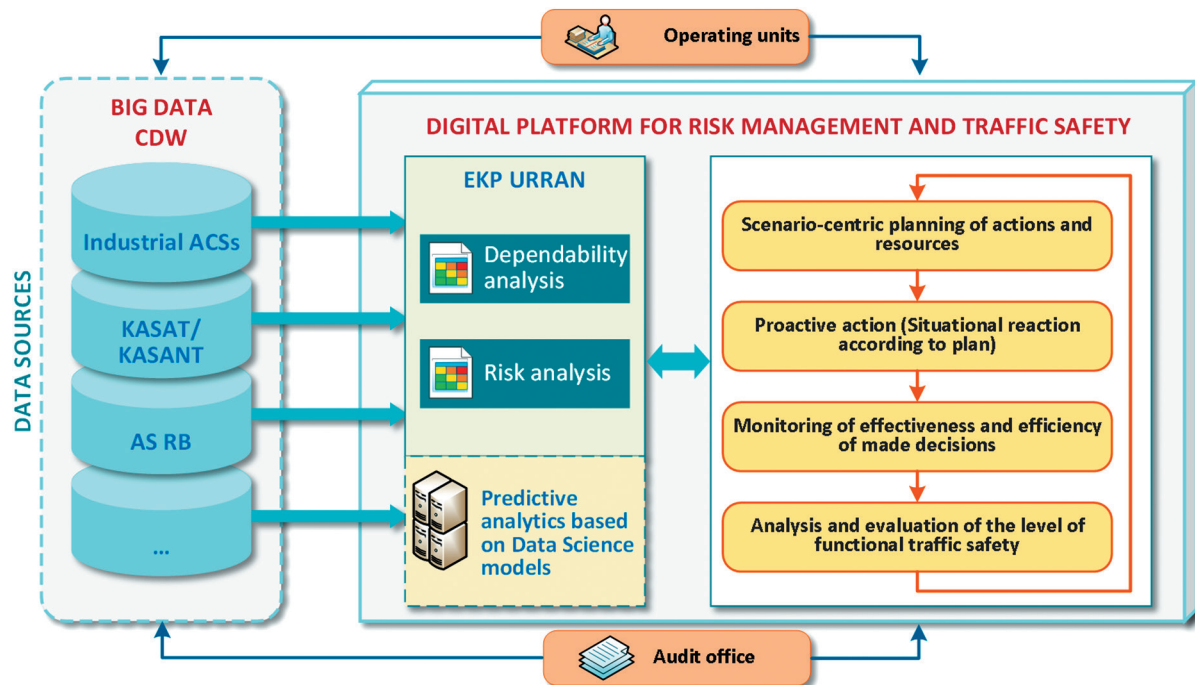 Operating units
BIG DATA
CDW
DATA SOURCES
Industrial ACSs
KASAT/
KASANT
AS RB
...
DIGITAL PLATFORM FOR RISK MANAGEMENT AND TRAFFIC SAFETY
EKP URRAN
Dependability
analysis
Risk analysis
Predictive
analytics based
on Data Science
models
Scenario-centric planning of actions and
resources
Proactive action (Situational reaction
according to plan)
Monitoring of effectiveness and efficiency
of made decisions
Analysis and evaluation of the level of
functional traffic safety
Audit office